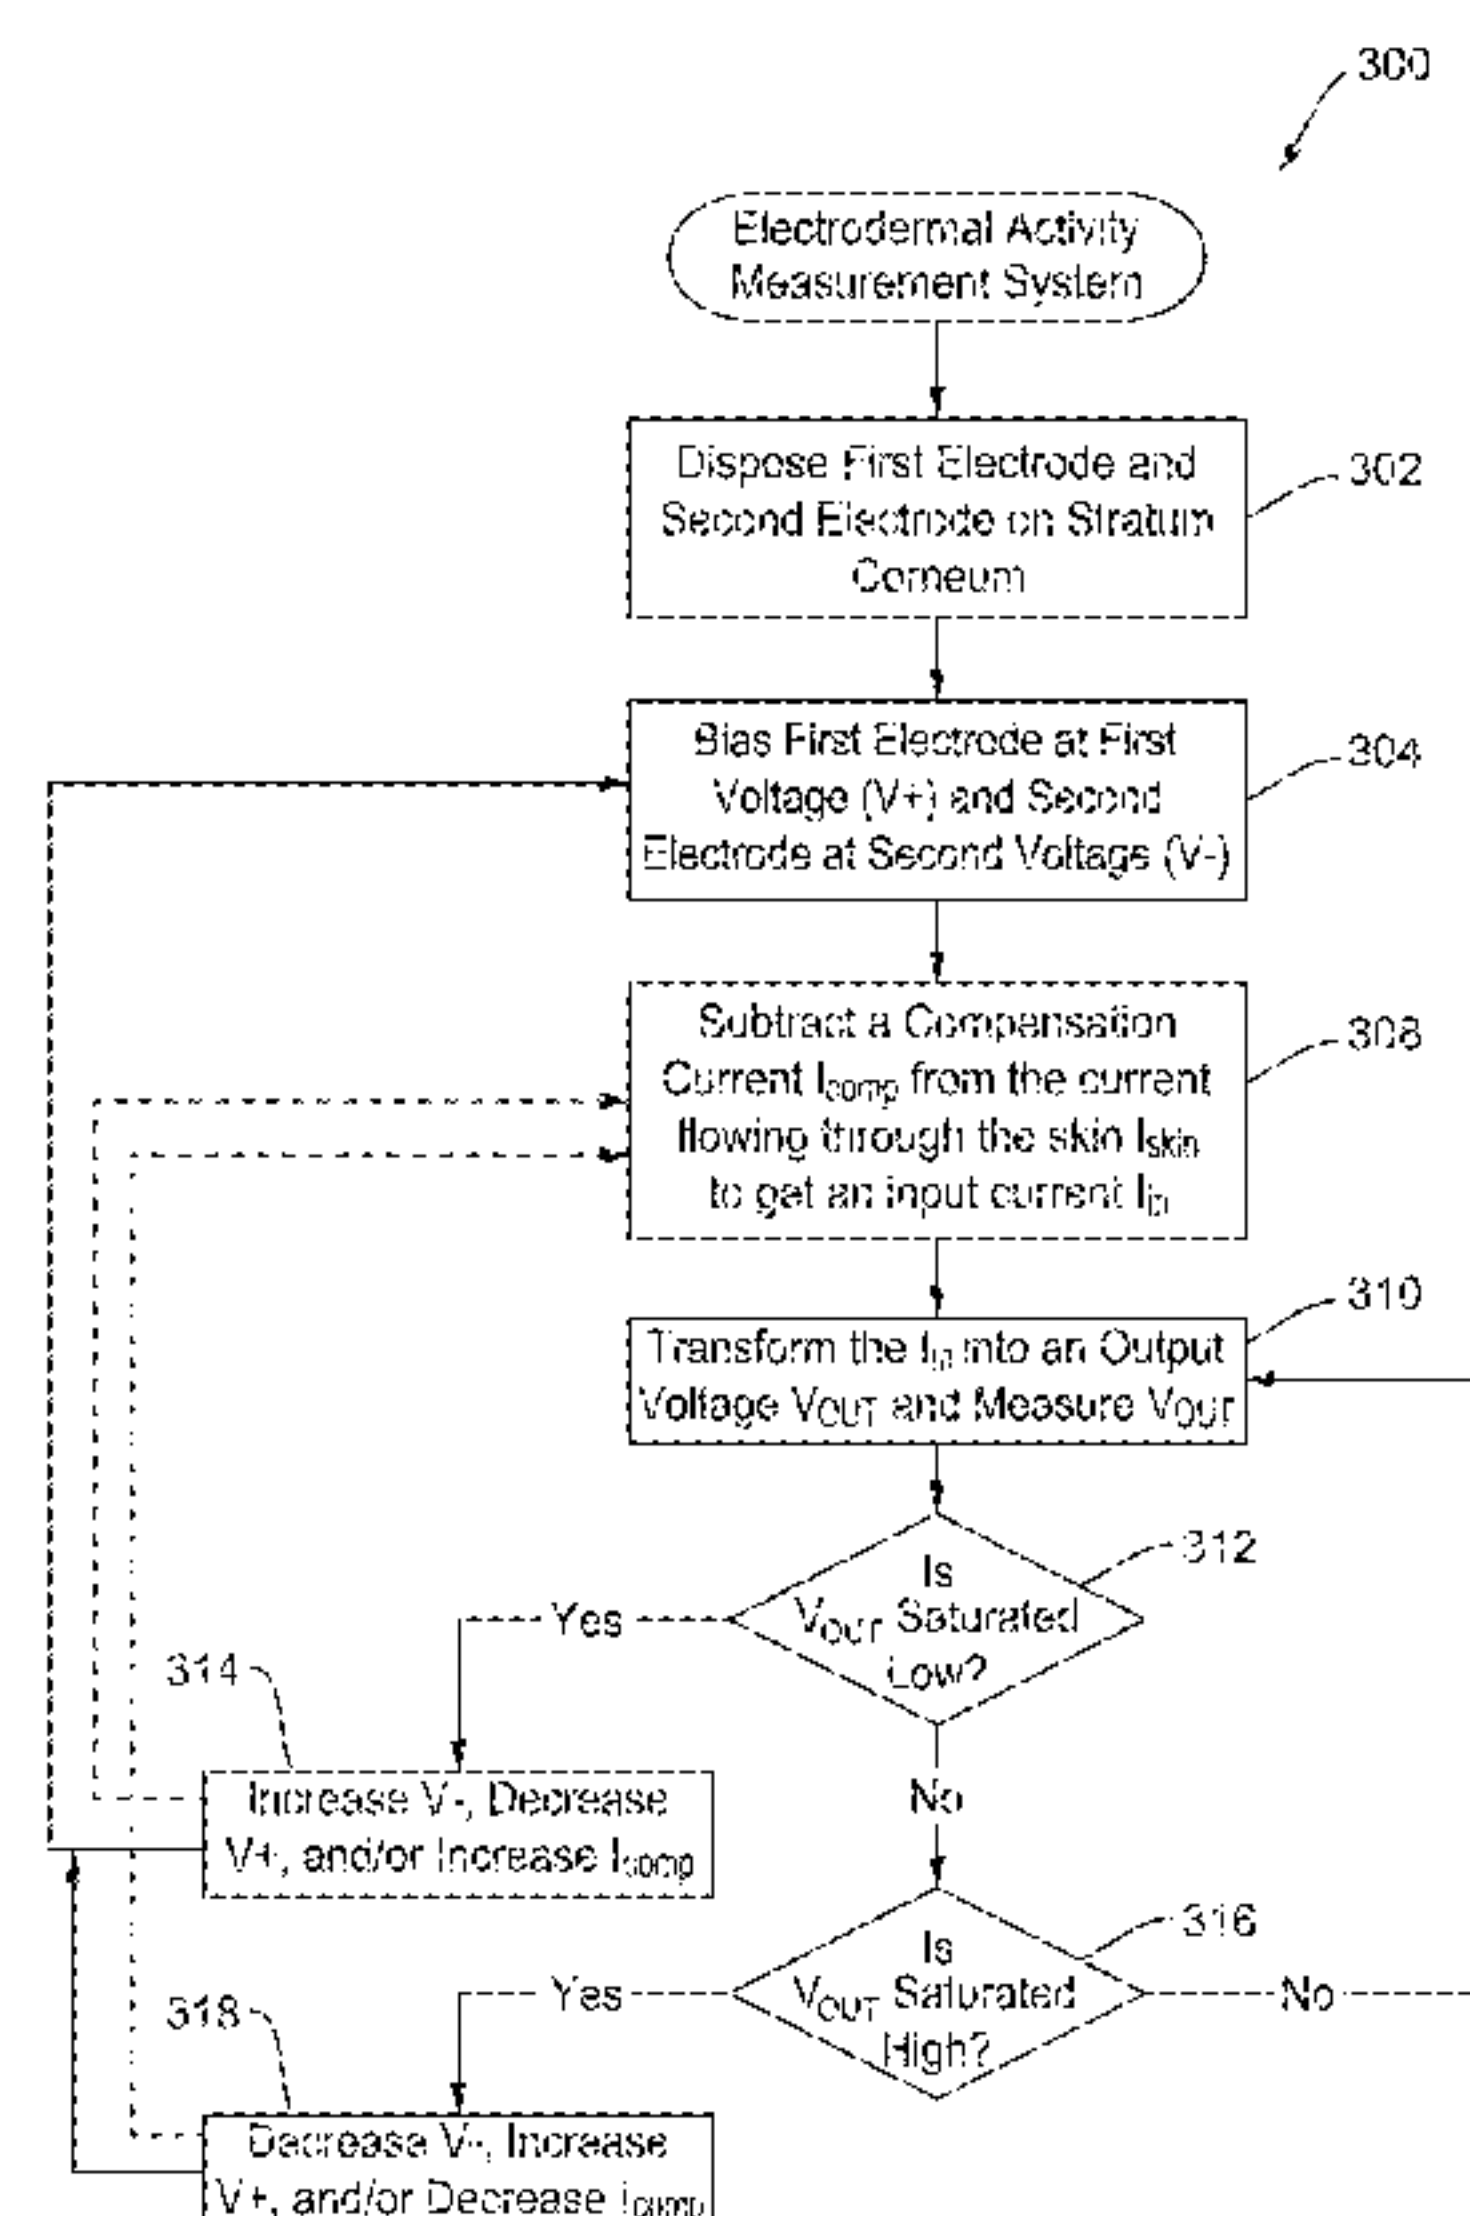 300
Electrodermal Activity
Measurement System
Dispose First Electrode and
Second Electrode on Stratum
Corneum
302
Bias First Electrode at First
Voltage (V+) and Second
Electrode at Second Voltage (V-)
304
Subtract a Compensation
Current Icomp from the current
flowing through the skin Iskin
to get an input current Iin
308
310
Transform the Iin into an Output
Voltage VOUT and Measure VOUT
312
Is
VOUT Saturated
Low?
Yes
314
Increase V-, Decrease
V+, and/or Increase Icomp
No
316
Is
VOUT Saturated
High?
Yes
No
318
Decrease V-, Increase
V+, and/or Decrease Icomp